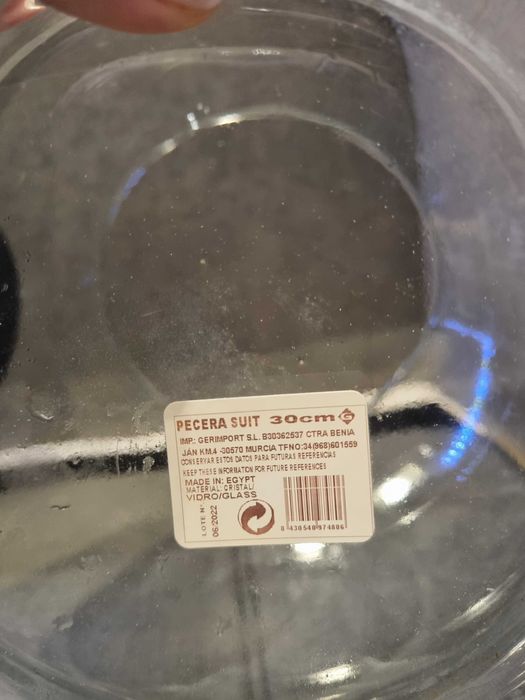 PECERA SUIT 30cm G
IMP.: GERIMPORT S.L. B30362537 CTRA BENIA
JÁN KM.4 -30570 MURCIA TFNO:34(968)601559
CONSERVAR ESTOS DATOS PARA FUTURAS REFERENCIAS
KEEP THESE INFORMATION FOR FUTURE REFERENCES
MADE IN: EGYPT
MATERIAL: CRISTAL/
VIDRO/GLASS
LOTE Nº
06/2022
8 430540 974806